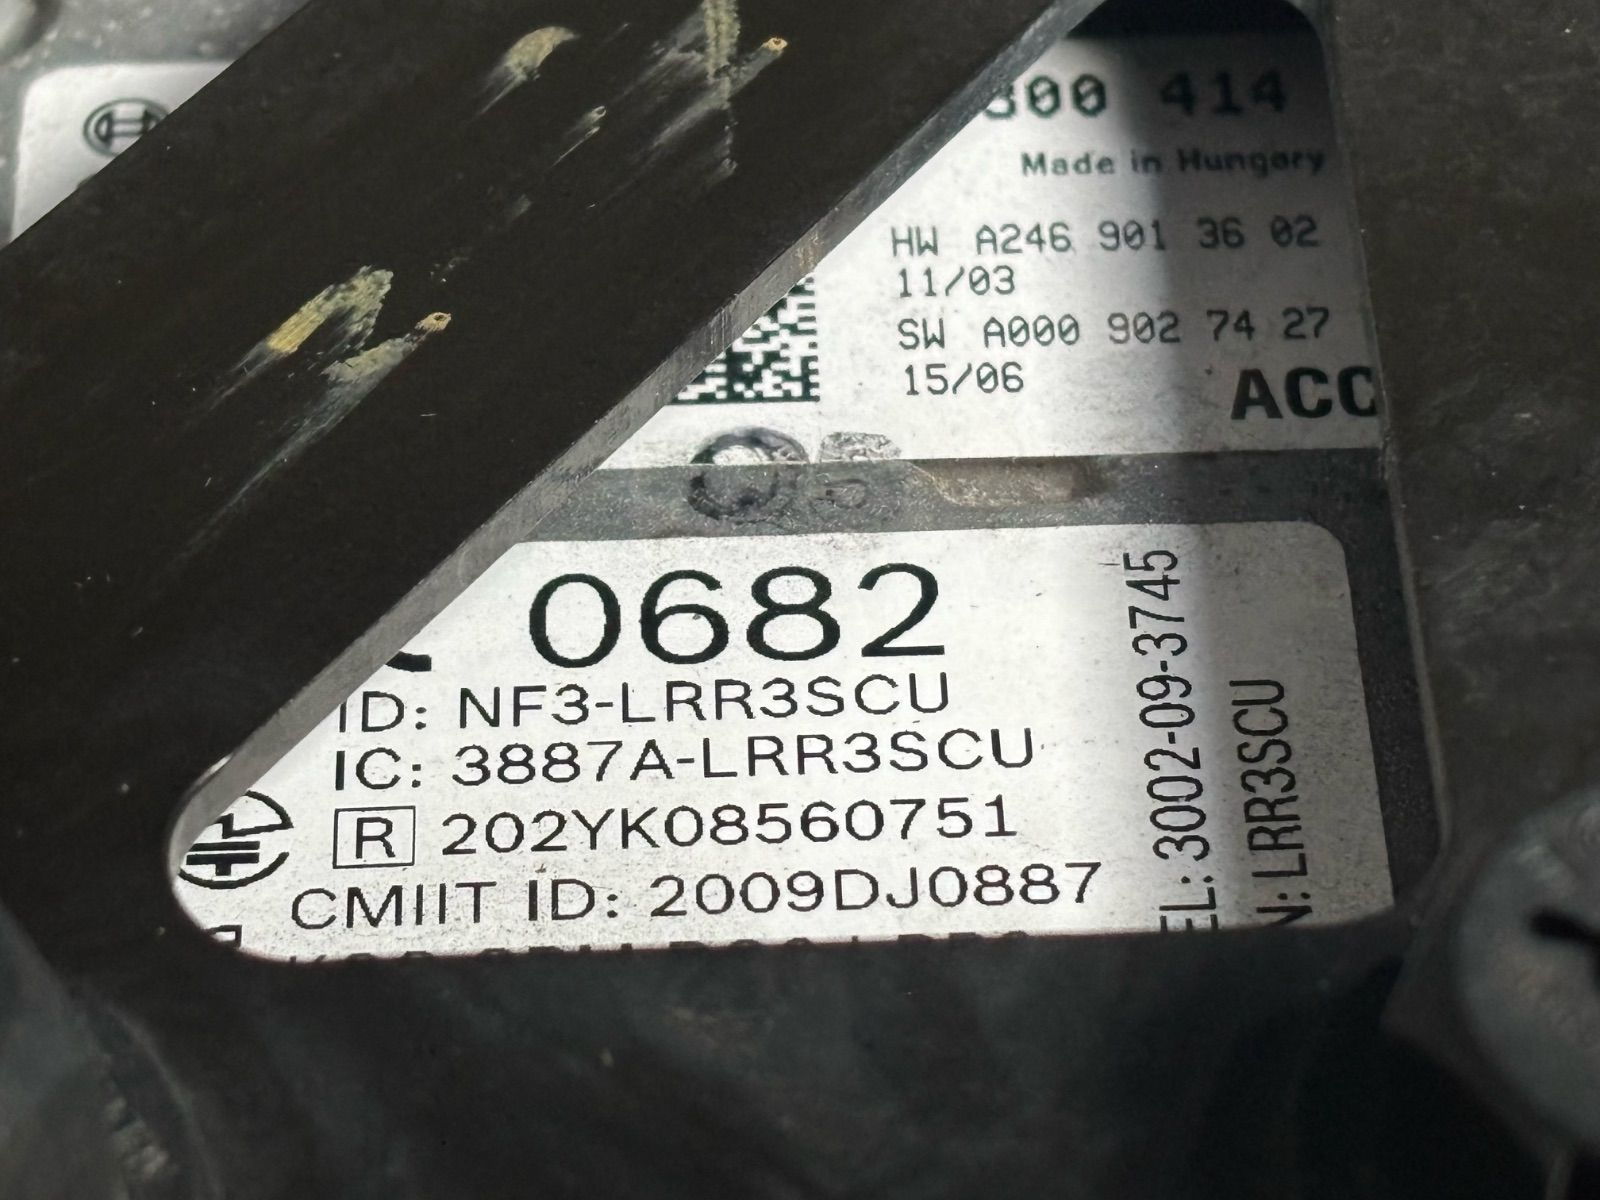 300 414
Made in Hungary
HW A246 901 36 02
11/03
SW A000 902 74 27
15/06
ACC
0682
ID: NF3-LRR3SCU
IC: 3887A-LRR3SCU
R 202YK08560751
CMIIT ID: 2009DJ0887
EL: 3002-09-3745
N: LRR3SCU